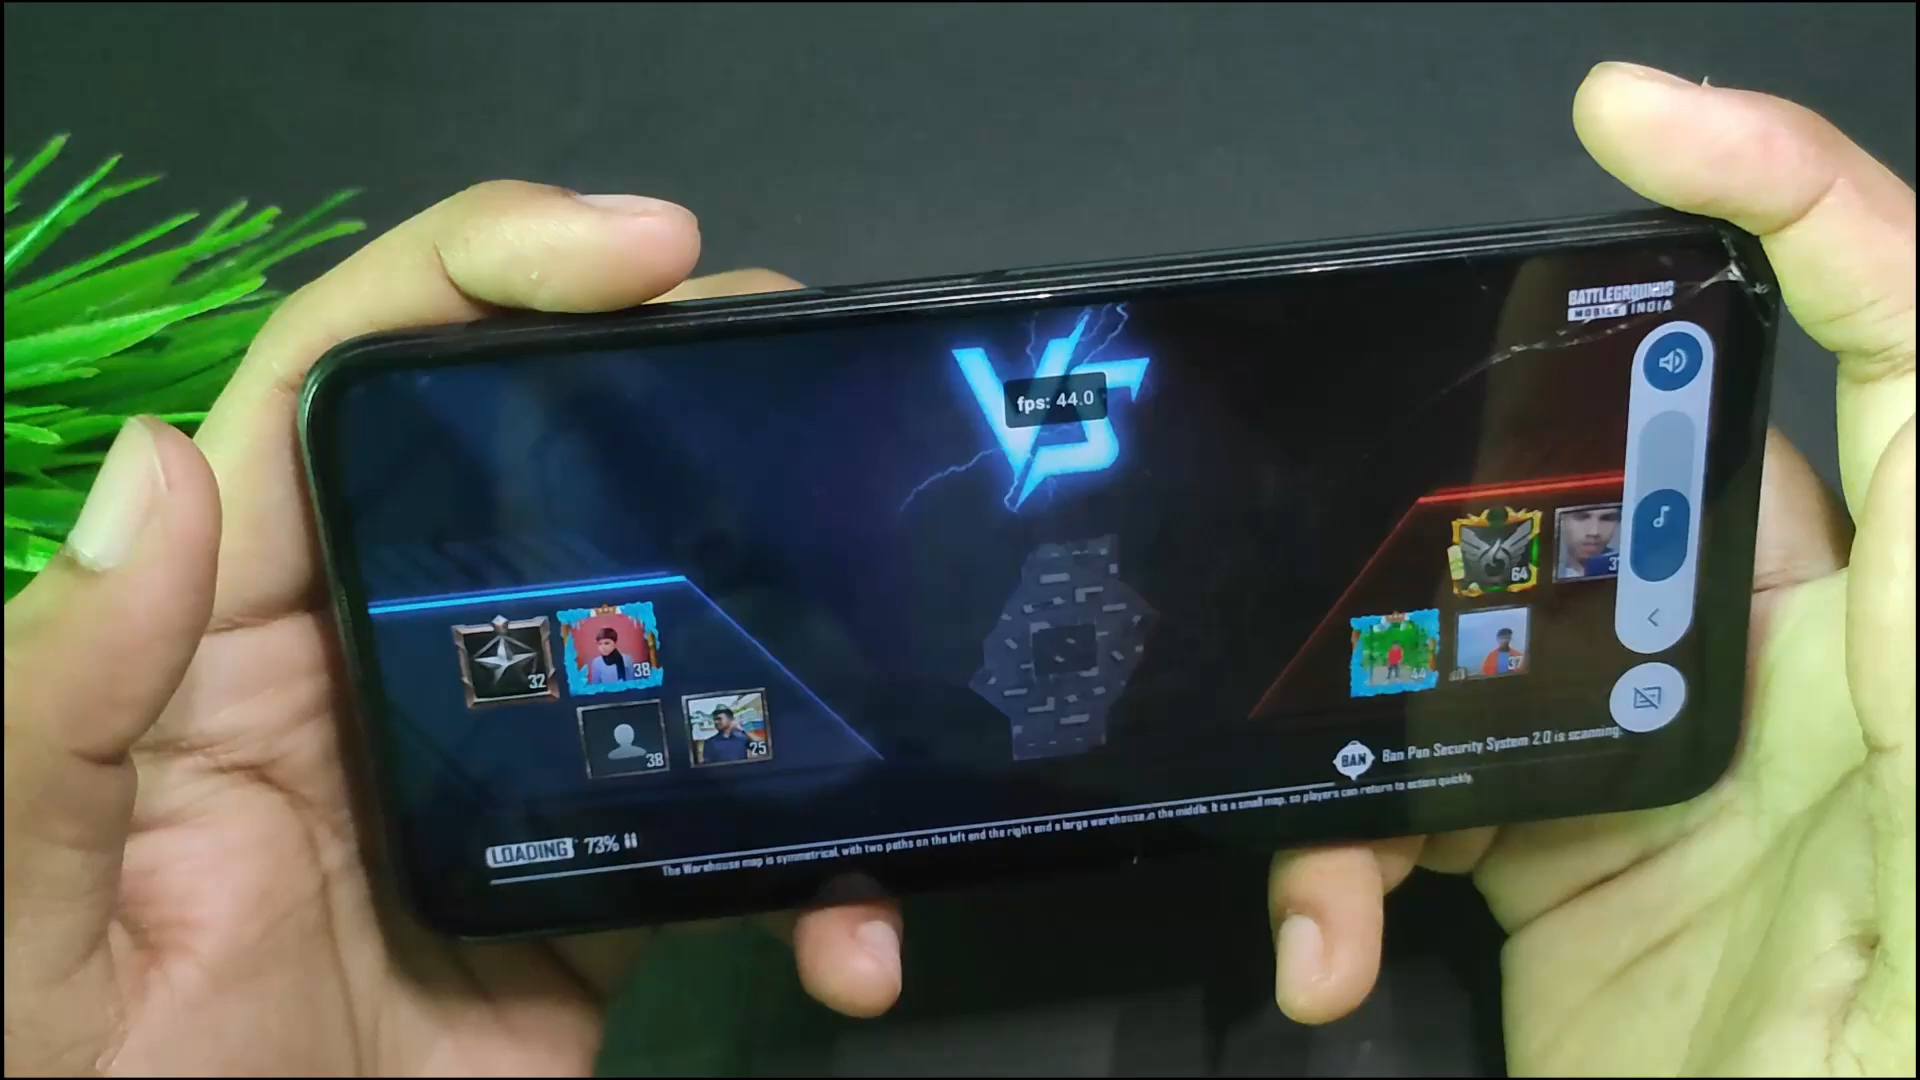 BATTLEGROUNDS
MOBILE INDIA
VS
fps: 44.0
64
32
38
44
37
38
25
Ban Pan Security System 2.0 is scanning.
BAN
LOADING 73%
The Warehouse map is symmetrical, with two paths on the left and the right and a large warehouse in the middle. It is a small map, so players can return to action quickly.